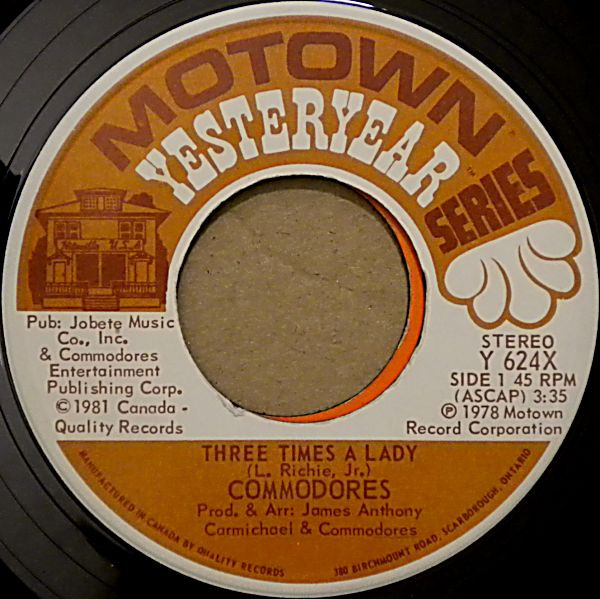 MOTOWN
YESTERYEAR™
SERIES
Pub: Jobete Music
Co., Inc.
& Commodores
Entertainment
Publishing Corp.
©1981 Canada -
Quality Records
STEREO
Y 624X
SIDE 1 45 RPM
(ASCAP) 3:35
℗ 1978 Motown
Record Corporation
THREE TIMES A LADY
(L. Richie, Jr.)
COMMODORES
Prod. & Arr: James Anthony
Carmichael & Commodores
MANUFACTURED IN CANADA BY QUALITY RECORDS
380 BIRCHMOUNT ROAD, SCARBOROUGH, ONTARIO